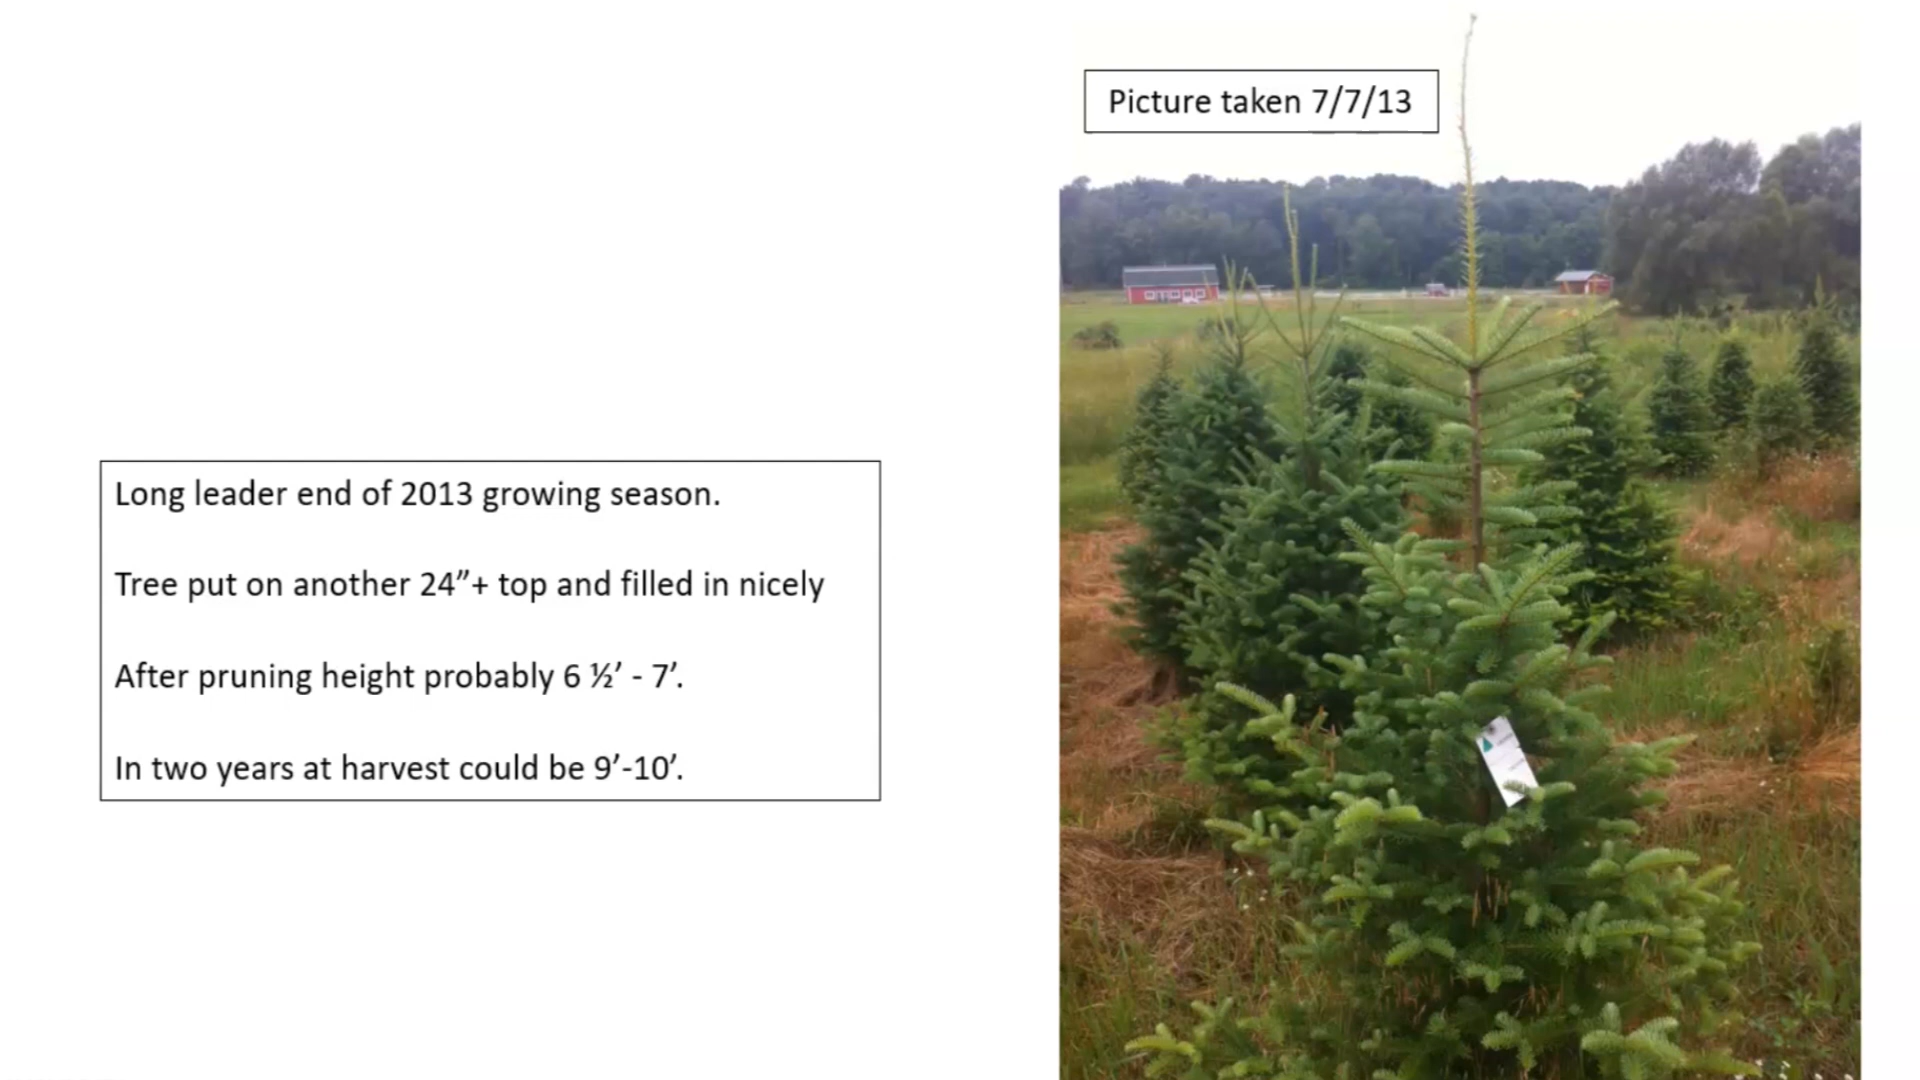 Picture taken 7/7/13
Long leader end of 2013 growing season.
Tree put on another 24”+ top and filled in nicely
After pruning height probably 6 ½’ - 7’.
In two years at harvest could be 9’-10’.